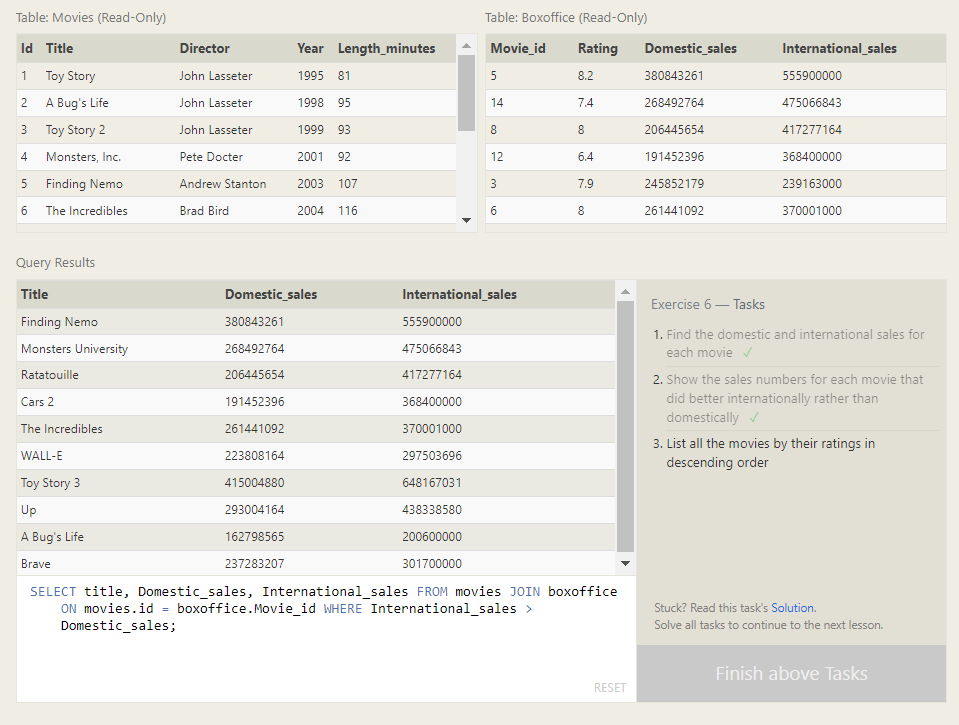 Table: Movies (Read-Only)
Id Title Director Year Length_minutes
1 Toy Story John Lasseter 1995 81
2 A Bug's Life John Lasseter 1998 95
3 Toy Story 2 John Lasseter 1999 93
4 Monsters, Inc. Pete Docter 2001 92
5 Finding Nemo Andrew Stanton 2003 107
6 The Incredibles Brad Bird 2004 116
Table: Boxoffice (Read-Only)
Movie_id Rating Domestic_sales International_sales
5 8.2 380843261 555900000
14 7.4 268492764 475066843
8 8 206445654 417277164
12 6.4 191452396 368400000
3 7.9 245852179 239163000
6 8 261441092 370001000
Query Results
Title Domestic_sales International_sales
Finding Nemo 380843261 555900000
Monsters University 268492764 475066843
Ratatouille 206445654 417277164
Cars 2 191452396 368400000
The Incredibles 261441092 370001000
WALL-E 223808164 297503696
Toy Story 3 415004880 648167031
Up 293004164 438338580
A Bug's Life 162798565 200600000
Brave 237283207 301700000
SELECT title, Domestic_sales, International_sales FROM movies JOIN boxoffice
ON movies.id = boxoffice.Movie_id WHERE International_sales >
Domestic_sales;
RESET
Exercise 6 — Tasks
1. Find the domestic and international sales for
each movie ✓
2. Show the sales numbers for each movie that
did better internationally rather than
domestically ✓
3. List all the movies by their ratings in
descending order
Stuck? Read this task's Solution.
Solve all tasks to continue to the next lesson.
Finish above Tasks